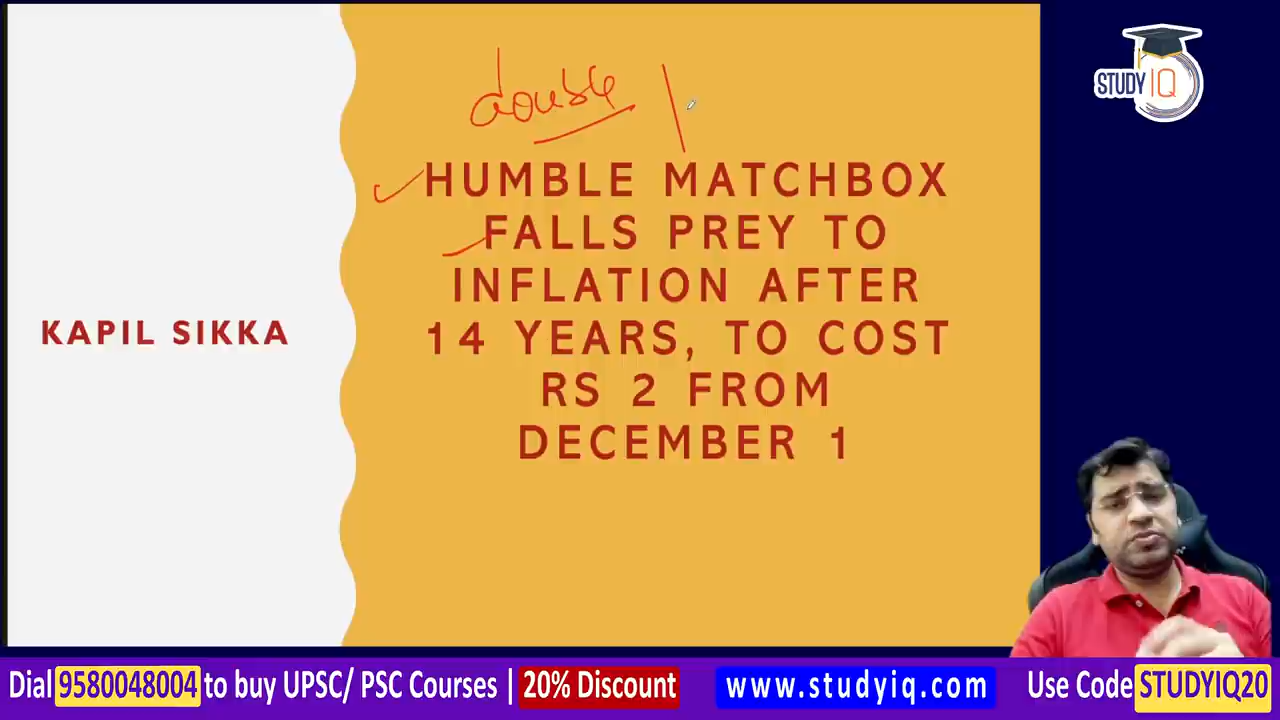 STUDY IQ
double
HUMBLE MATCHBOX
FALLS PREY TO
INFLATION AFTER
14 YEARS, TO COST
RS 2 FROM
DECEMBER 1
KAPIL SIKKA
Dial 9580048004 to buy UPSC/ PSC Courses | 20% Discount www.studyiq.com Use Code STUDYIQ20